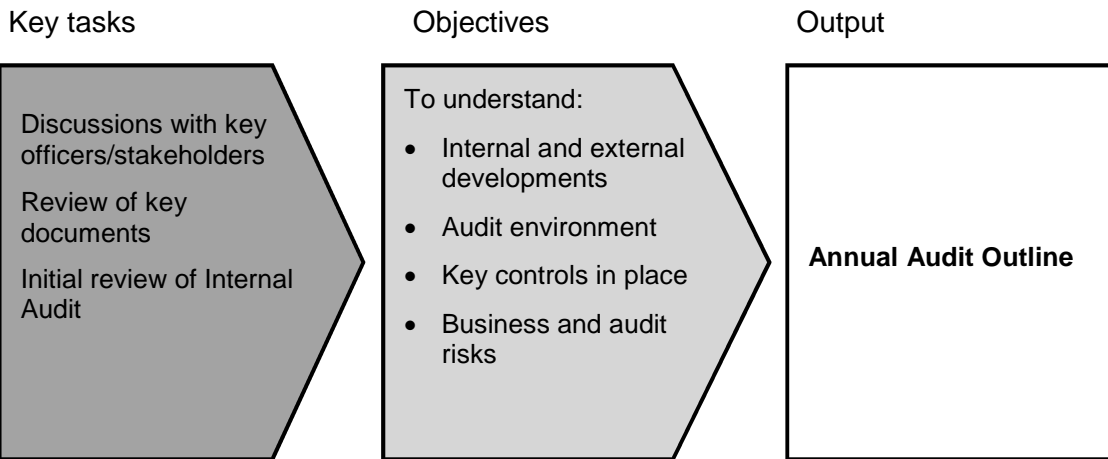 Key tasks
Discussions with key
officers/stakeholders
Review of key
documents
Initial review of Internal
Audit
Objectives
To understand:
• Internal and external
developments
• Audit environment
• Key controls in place
• Business and audit
risks
Output
Annual Audit Outline